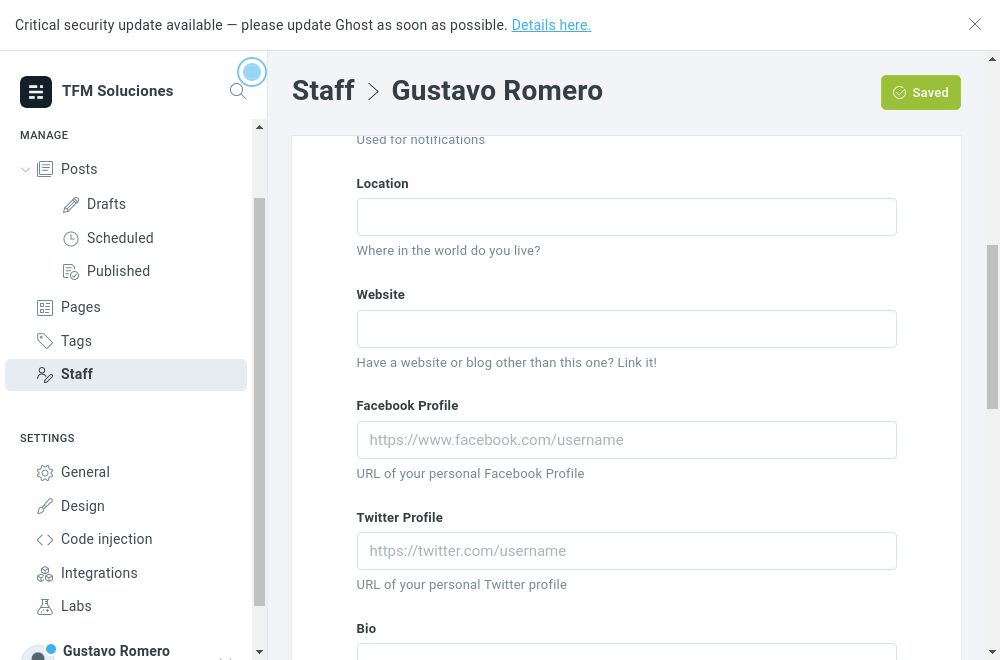 Critical security update available — please update Ghost as soon as possible. Details here.
TFM Soluciones
MANAGE
Posts
Drafts
Scheduled
Published
Pages
Tags
Staff
SETTINGS
General
Design
Code injection
Integrations
Labs
Gustavo Romero
Staff > Gustavo Romero
Saved
Used for notifications
Location
Where in the world do you live?
Website
Have a website or blog other than this one? Link it!
Facebook Profile
https://www.facebook.com/username
URL of your personal Facebook Profile
Twitter Profile
https://twitter.com/username
URL of your personal Twitter profile
Bio